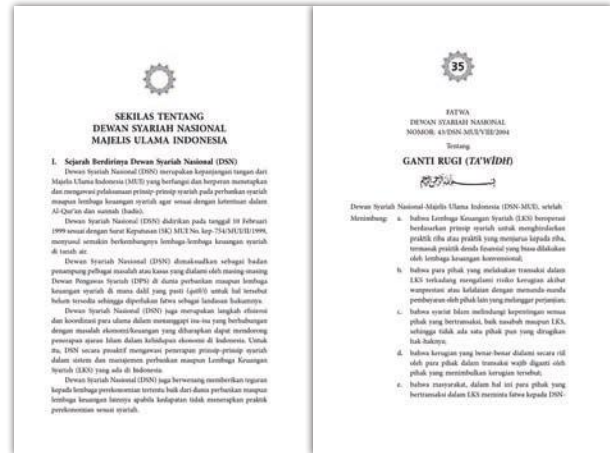 SEKILAS TENTANG
DEWAN SYARIAH NASIONAL
MAJELIS ULAMA INDONESIA
I. Sejarah Berdirinya Dewan Syariah Nasional (DSN)
Dewan Syariah Nasional (DSN) merupakan kepanjangan tangan dari
Majelis Ulama Indonesia (MUI) yang berfungsi dan berperan menetapkan
dan mengawasi pelaksanaan prinsip-prinsip syariah pada perbankan syariah
maupun lembaga keuangan syariah agar sesuai dengan ketentuan dalam
Al-Qur'an dan sunnah (hadis).
Dewan Syariah Nasional (DSN) didirikan pada tanggal 10 Februari
1999 sesuai dengan Surat Keputusan (SK) MUI No. kep-754/MUI/II/1999,
menyusul semakin berkembangnya lembaga-lembaga keuangan syariah
di tanah air.
Dewan Syariah Nasional (DSN) dimaksudkan sebagai badan
penampung pelbagai masalah atau kasus yang dialami oleh masing-masing
Dewan Pengawas Syariah (DPS) di dunia perbankan maupun lembaga
keuangan syariah di mana dalil yang pasti (qath'i) untuk hal tersebut
belum tersedia sehingga diperlukan fatwa sebagai landasan hukumnya.
Dewan Syariah Nasional (DSN) juga merupakan langkah efisiensi
dan koordinasi para ulama dalam menanggapi isu-isu yang berhubungan
dengan masalah ekonomi/keuangan yang diharapkan dapat mendorong
penerapan ajaran Islam dalam kehidupan ekonomi di Indonesia. Untuk
itu, DSN secara proaktif mengawasi penerapan prinsip-prinsip syariah
dalam sistem dan manajemen perbankan maupun Lembaga Keuangan
Syariah (LKS) yang ada di Indonesia.
Dewan Syariah Nasional (DSN) juga berwenang memberikan teguran
kepada lembaga perekonomian tertentu baik dari dunia perbankan maupun
lembaga keuangan lainnya apabila kedapatan tidak menerapkan praktik
perekonomian sesuai syariah.
35
FATWA
DEWAN SYARIAH NASIONAL
NOMOR: 43/DSN-MUI/VIII/2004
Tentang
GANTI RUGI (TA'WĪDH)
Dewan Syariah Nasional-Majelis Ulama Indonesia (DSN-MUI), setelah
Menimbang: a. bahwa Lembaga Keuangan Syariah (LKS) beroperasi
berdasarkan prinsip syariah untuk menghindarkan
praktik riba atau praktik yang menjurus kepada riba,
termasuk praktik denda finansial yang biasa dilakukan
oleh lembaga keuangan konvensional;
b. bahwa para pihak yang melakukan transaksi dalam
LKS terkadang mengalami risiko kerugian akibat
wanprestasi atau kelalaian dengan menunda-nunda
pembayaran oleh pihak lain yang melanggar perjanjian;
c. syariat Islam melindungi kepentingan semua
pihak yang bertransaksi, baik nasabah maupun LKS,
sehingga tidak ada satu pihak pun yang dirugikan
hak-haknya;
d. bahwa kerugian yang benar-benar dialami secara riil
oleh para pihak dalam transaksi wajib diganti oleh
pihak yang menimbulkan kerugian tersebut;
e. bahwa masyarakat, dalam hal ini para pihak yang
bertransaksi dalam LKS meminta fatwa kepada DSN-